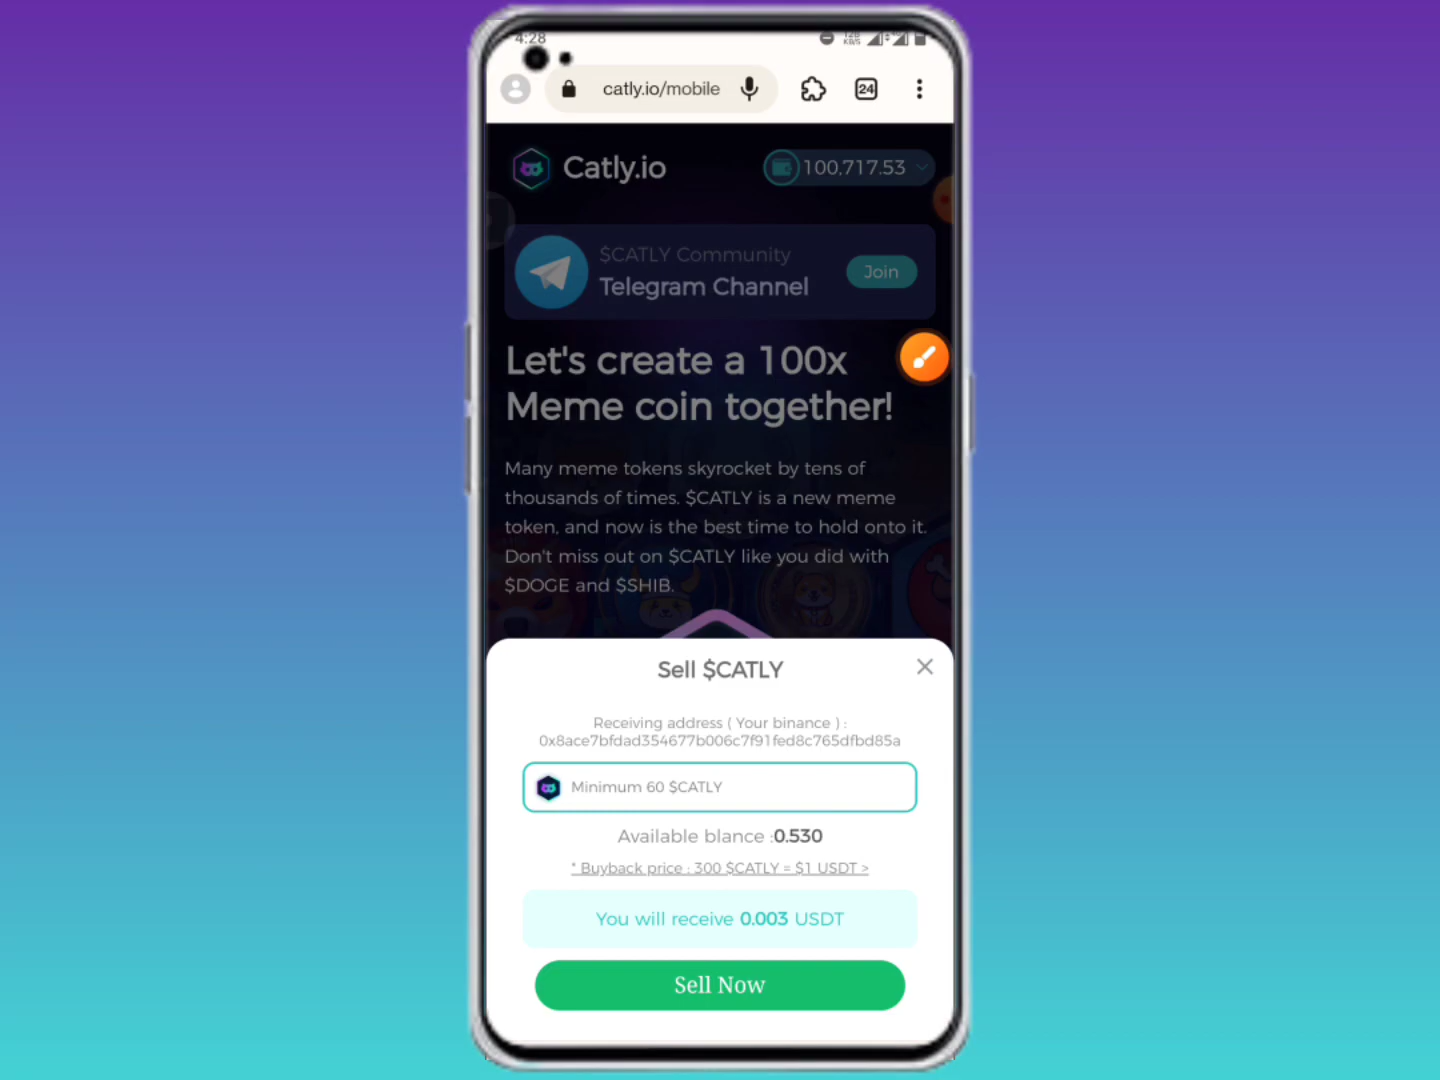 4:28
catly.io/mobile
24
Catly.io
100,717.53
$CATLY Community
Telegram Channel
Join
Let's create a 100x
Meme coin together!
Many meme tokens skyrocket by tens of
thousands of times. $CATLY is a new meme
token, and now is the best time to hold onto it.
Don't miss out on $CATLY like you did with
$DOGE and $SHIB.
Sell $CATLY
Receiving address ( Your binance ) :
0x8ace7bfdad354677b006c7f91fed8c765dfbd85a
Minimum 60 $CATLY
Available blance :0.530
* Buyback price : 300 $CATLY = $1 USDT >
You will receive 0.003 USDT
Sell Now